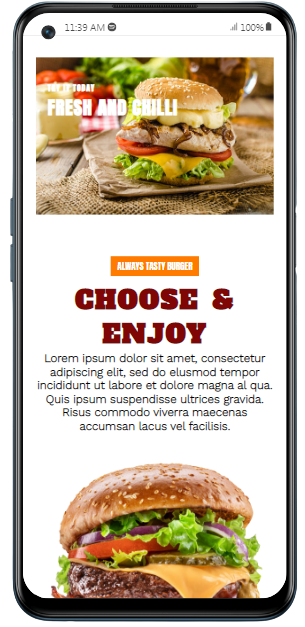 11:39 AM
100%
TRY IT TODAY
FRESH AND CHILLI
ALWAYS TASTY BURGER
CHOOSE &
ENJOY
Lorem ipsum dolor sit amet, consectetur
adipiscing elit, sed do elusmod tempor
incididunt ut labore et dolore magna al qua.
Quis ipsum suspendisse ultrices gravida.
Risus commodo viverra maecenas
accumsan lacus vel facilisis.